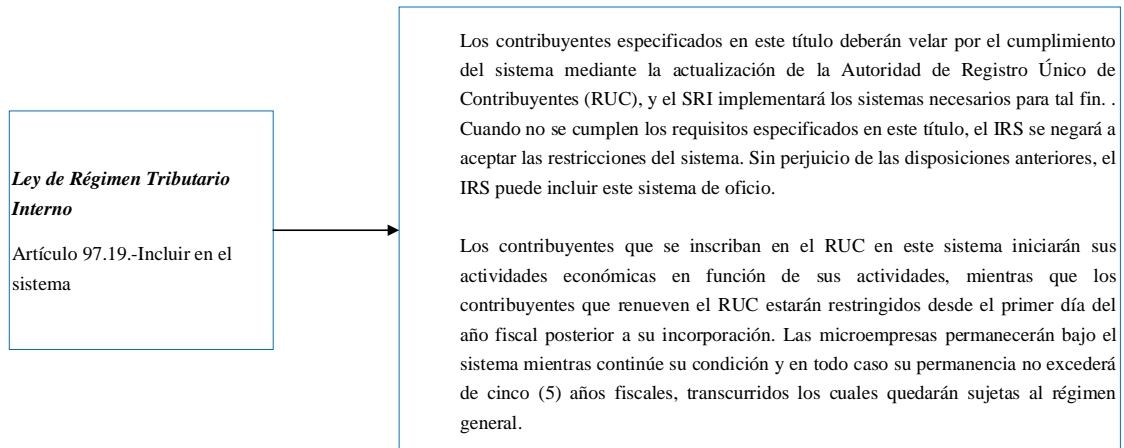 Ley de Régimen Tributario
Interno
Artículo 97.19.-Incluir en el
sistema
Los contribuyentes especificados en este título deberán velar por el cumplimiento
del sistema mediante la actualización de la Autoridad de Registro Único de
Contribuyentes (RUC), y el SRI implementará los sistemas necesarios para tal fin. .
Cuando no se cumplen los requisitos especificados en este título, el IRS se negará a
aceptar las restricciones del sistema. Sin perjuicio de las disposiciones anteriores, el
IRS puede incluir este sistema de oficio.
Los contribuyentes que se inscriban en el RUC en este sistema iniciarán sus
actividades económicas en función de sus actividades, mientras que los
contribuyentes que renueven el RUC estarán restringidos desde el primer día del
año fiscal posterior a su incorporación. Las microempresas permanecerán bajo el
sistema mientras continúe su condición y en todo caso su permanencia no excederá
de cinco (5) años fiscales, transcurridos los cuales quedarán sujetas al régimen
general.